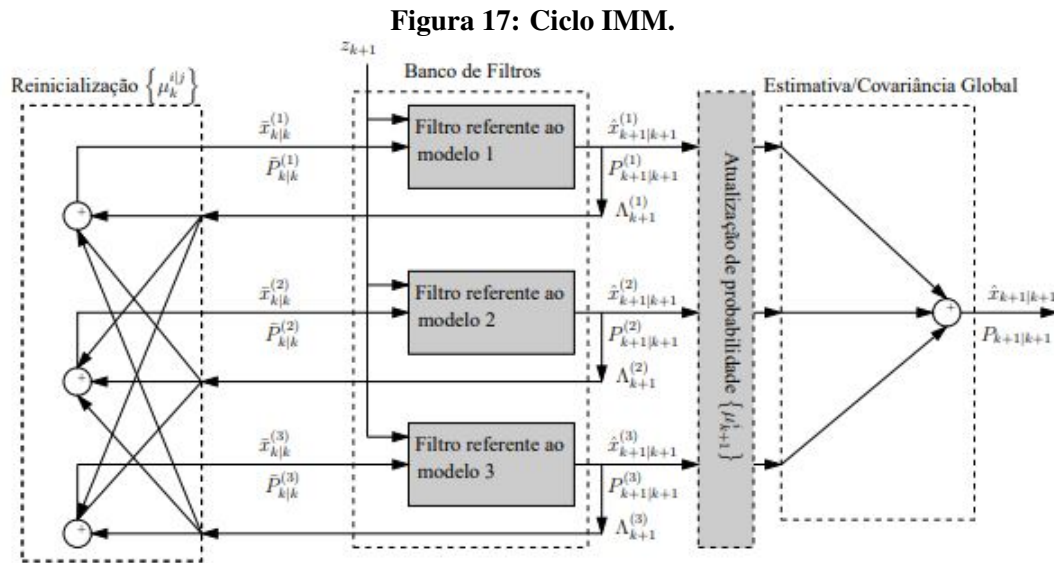 Figura 17: Ciclo IMM.
z_{k+1}
Reinicialização {μ_k^{i|j}}
Banco de Filtros
Estimativa/Covariância Global
x̄_{k|k}^{(1)}
P̄_{k|k}^{(1)}
Filtro referente ao
modelo 1
x̂_{k+1|k+1}^{(1)}
P_{k+1|k+1}^{(1)}
Λ_{k+1}^{(1)}
+
x̄_{k|k}^{(2)}
P̄_{k|k}^{(2)}
Filtro referente ao
modelo 2
x̂_{k+1|k+1}^{(2)}
P_{k+1|k+1}^{(2)}
Λ_{k+1}^{(2)}
+
x̄_{k|k}^{(3)}
P̄_{k|k}^{(3)}
Filtro referente ao
modelo 3
x̂_{k+1|k+1}^{(3)}
P_{k+1|k+1}^{(3)}
Λ_{k+1}^{(3)}
+
Atualização de probabilidade {μ_{k+1}^i}
+
x̂_{k+1|k+1}
P_{k+1|k+1}